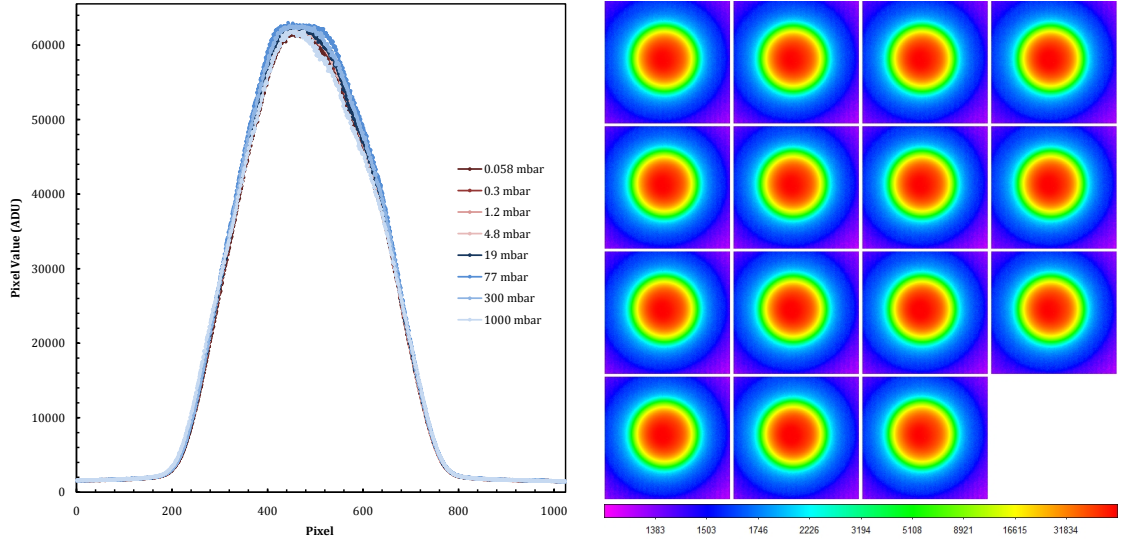 60000
50000
40000
30000
20000
10000
0
Pixel Value (ADU)
0.058 mbar
0.3 mbar
1.2 mbar
4.8 mbar
19 mbar
77 mbar
300 mbar
1000 mbar
0 200 400 600 800 1000
Pixel
1383 1503 1746 2226 3194 5108 8921 16615 31834